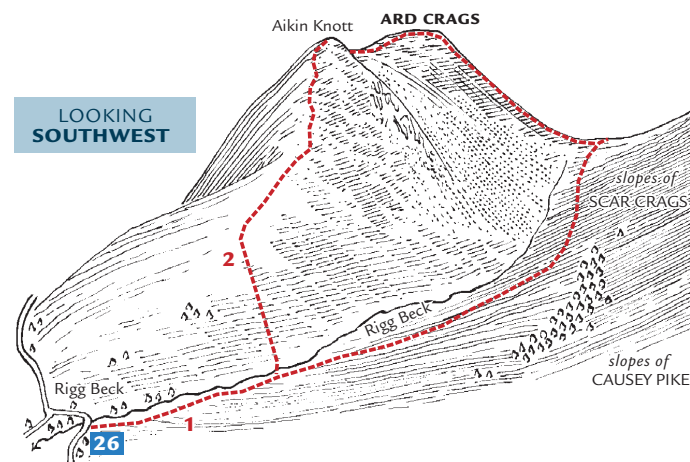 Aikin Knott
ARD CRAGS
LOOKING
SOUTHWEST
slopes of
SCAR CRAGS
2
Rigg Beck
slopes of
CAUSEY PIKE
Rigg Beck
1
26